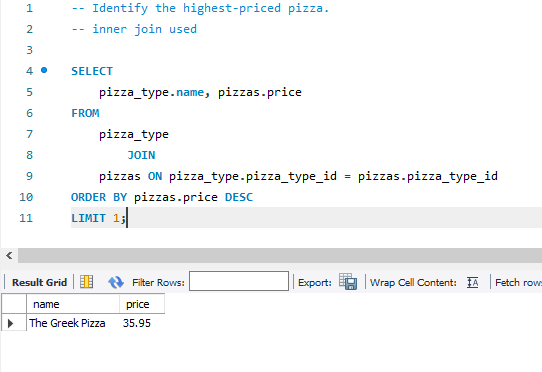 1 -- Identify the highest-priced pizza.
2 -- inner join used
3
4 SELECT
5 pizza_type.name, pizzas.price
6 FROM
7 pizza_type
8 JOIN
9 pizzas ON pizza_type.pizza_type_id = pizzas.pizza_type_id
10 ORDER BY pizzas.price DESC
11 LIMIT 1;
Result Grid Filter Rows: Export: Wrap Cell Content: Fetch row
name price
The Greek Pizza 35.95